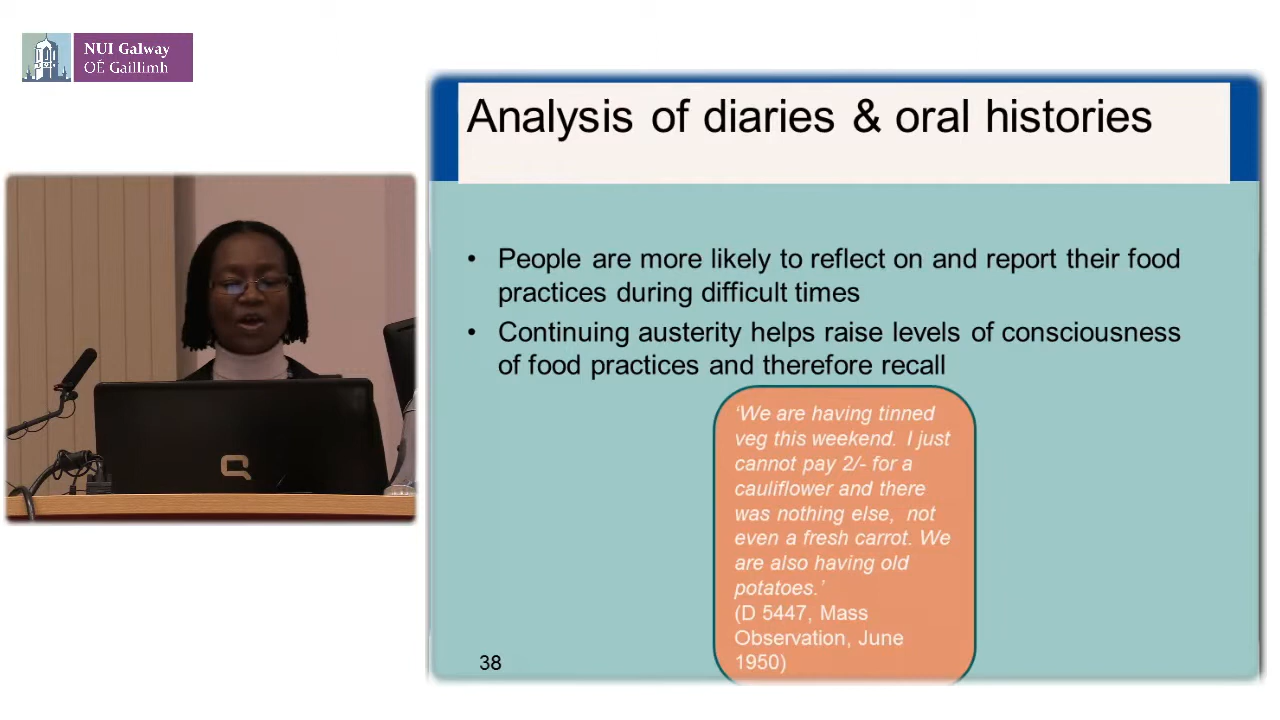 NUI Galway
OÉ Gaillimh
Analysis of diaries & oral histories
• People are more likely to reflect on and report their food
practices during difficult times
• Continuing austerity helps raise levels of consciousness
of food practices and therefore recall
‘We are having tinned
veg this weekend. I just
cannot pay 2/- for a
cauliflower and there
was nothing else, not
even a fresh carrot. We
are also having old
potatoes.’
(D 5447, Mass
Observation, June
1950)
38